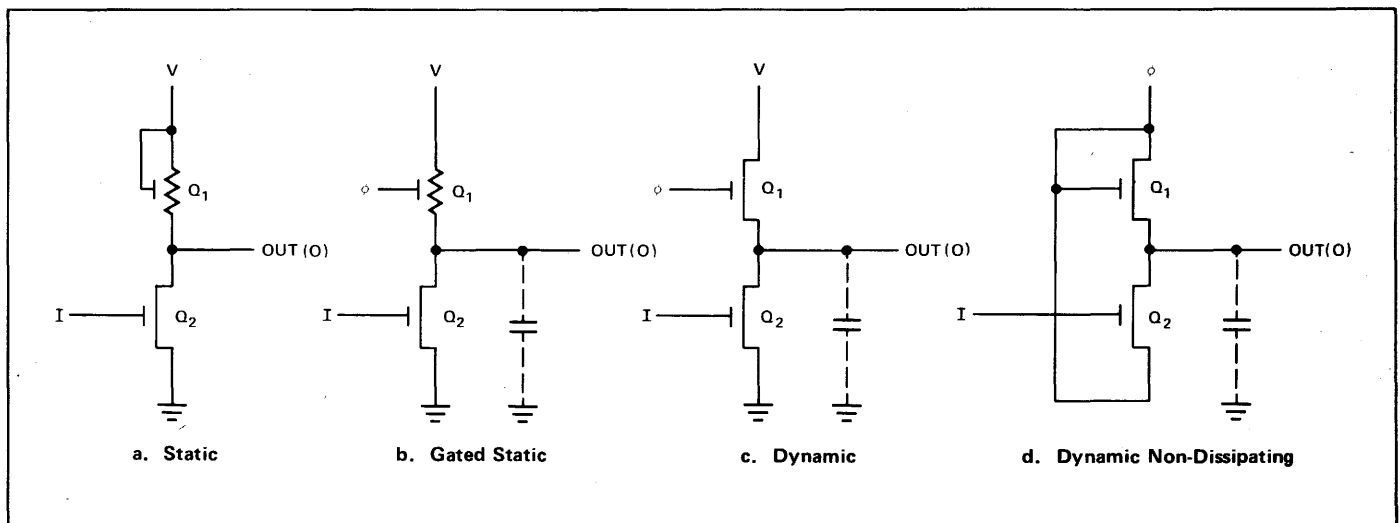 V
Q1
OUT(O)
I
Q2
a. Static
V
φ
Q1
OUT(O)
I
Q2
b. Gated Static
V
φ
Q1
OUT(O)
I
Q2
c. Dynamic
φ
Q1
OUT(O)
I
Q2
d. Dynamic Non-Dissipating